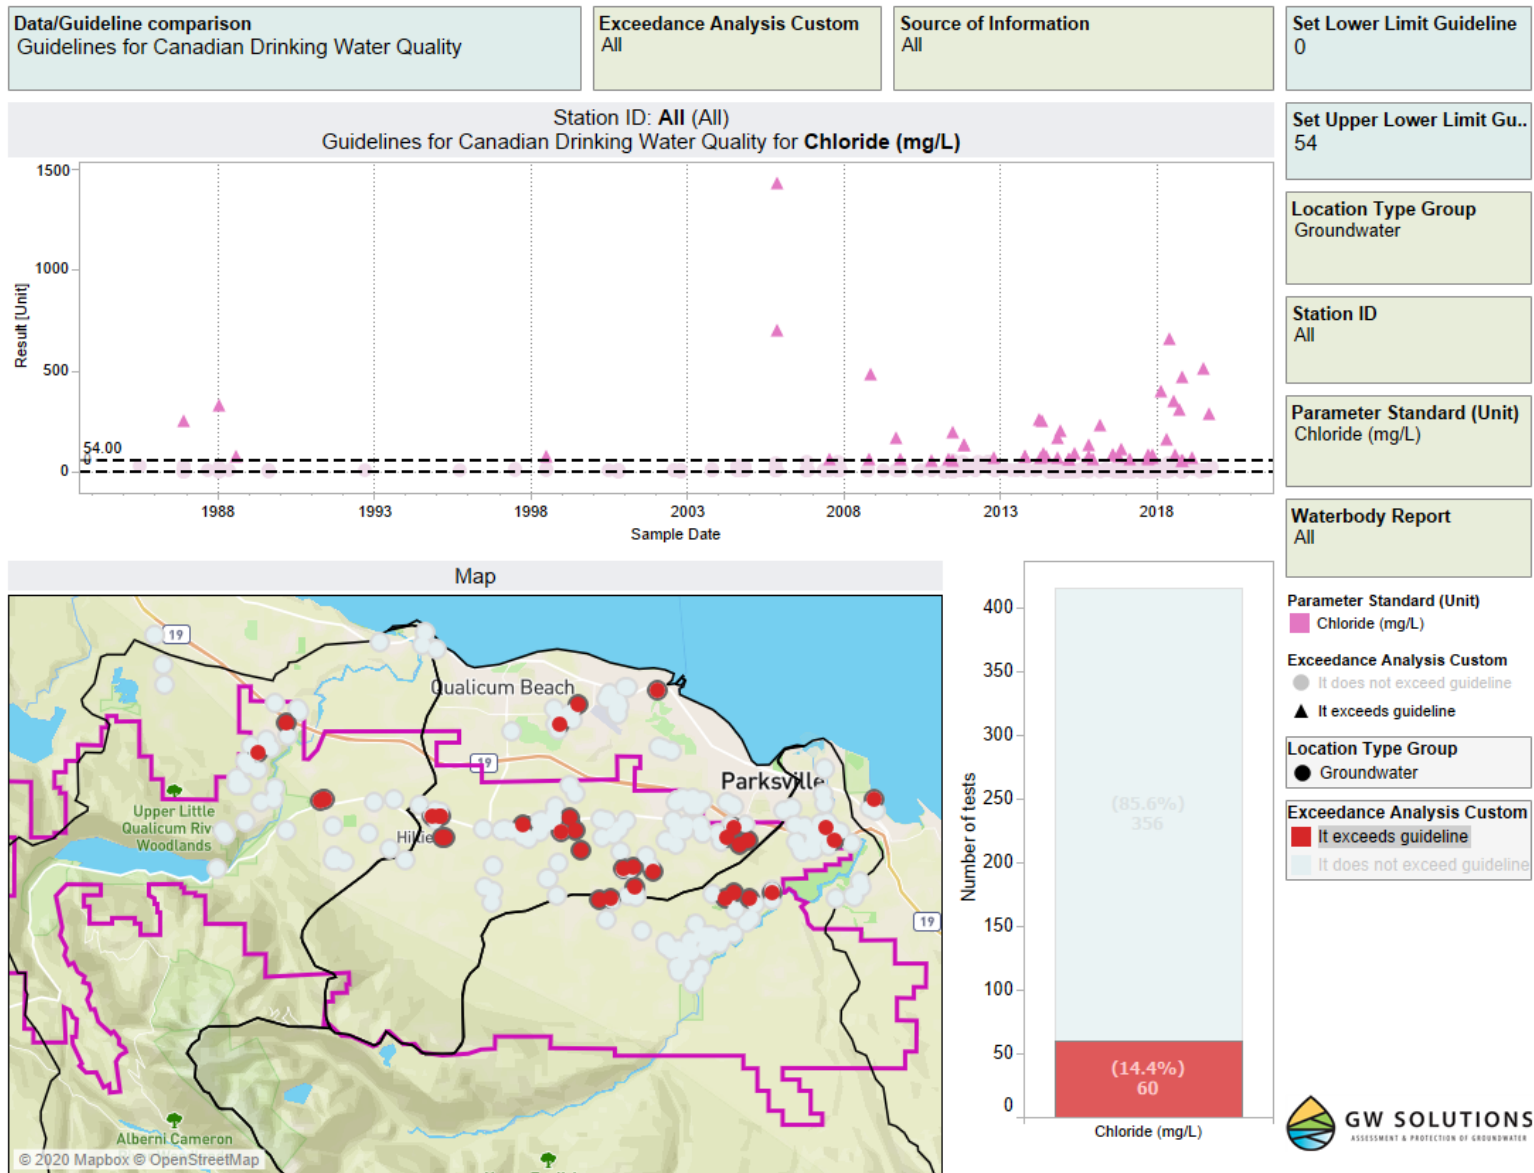 Data/Guideline comparison
Guidelines for Canadian Drinking Water Quality
Exceedance Analysis Custom
All
Source of Information
All
Set Lower Limit Guideline
0
Station ID: All (All)
Guidelines for Canadian Drinking Water Quality for Chloride (mg/L)
Set Upper Lower Limit Gu..
54
Location Type Group
Groundwater
Station ID
All
Parameter Standard (Unit)
Chloride (mg/L)
Waterbody Report
All
Result [Unit]
1500
1000
500
0
54.00
0
1988
1993
1998
2003
2008
2013
2018
Sample Date
Map
19
Qualicum Beach
19
Parksville
Upper Little
Qualicum Riv
Woodlands
Hillie
19
Alberni Cameron
© 2020 Mapbox © OpenStreetMap
Number of tests
400
350
300
250
200
150
100
50
0
(85.6%)
356
(14.4%)
60
Chloride (mg/L)
Parameter Standard (Unit)
Chloride (mg/L)
Exceedance Analysis Custom
It does not exceed guideline
It exceeds guideline
Location Type Group
Groundwater
Exceedance Analysis Custom
It exceeds guideline
It does not exceed guideline
GW SOLUTIONS
ASSESSMENT & PROTECTION OF GROUNDWATER